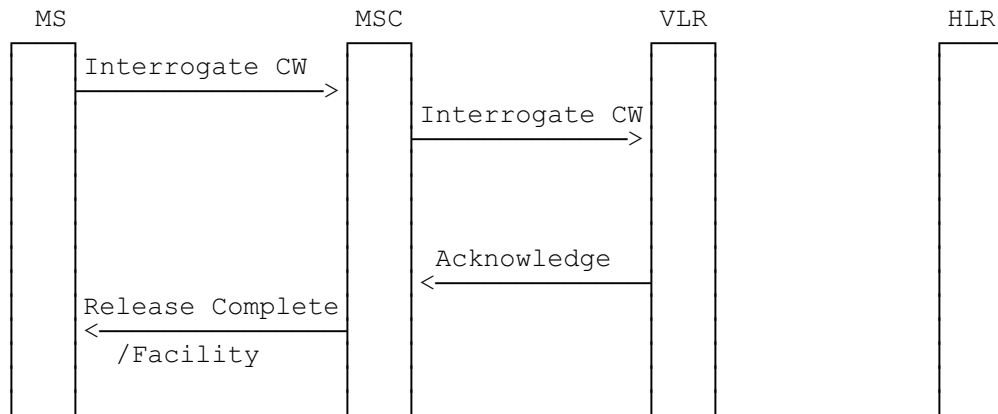 MS MSC VLR HLR
Interrogate CW
Interrogate CW
Acknowledge
Release Complete
/Facility